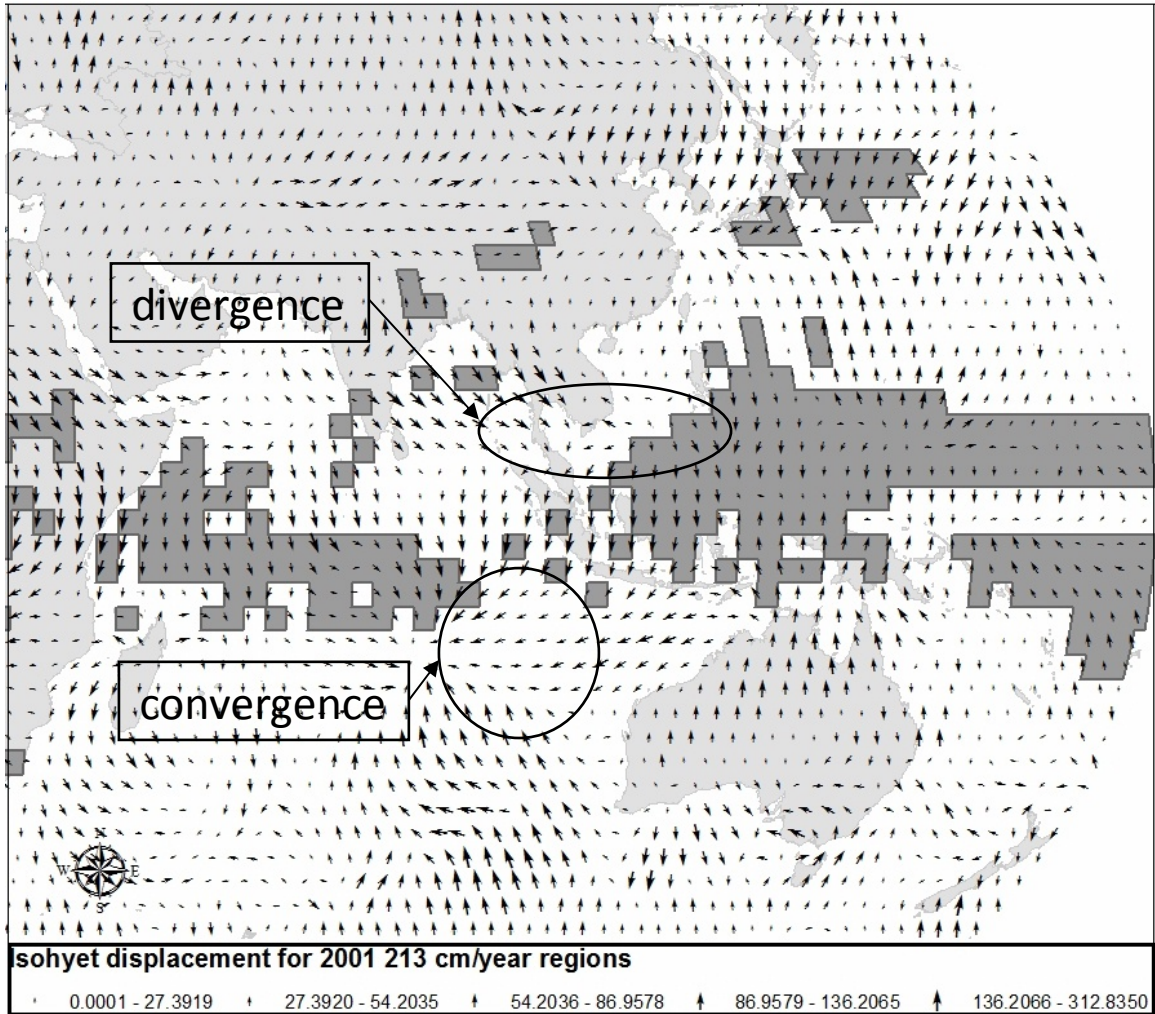 divergence
convergence
W E
S
Isohyet displacement for 2001 213 cm/year regions
0.0001 - 27.3919 27.3920 - 54.2035 54.2036 - 86.9578 86.9579 - 136.2065 136.2066 - 312.8350